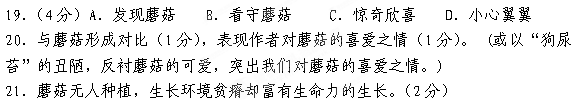 19.（4分）A．发现蘑菇　B．看守蘑菇　C．惊奇欣喜　D．小心翼翼
20．与蘑菇形成对比（1分），表现作者对蘑菇的喜爱之情（1分）。（或以“狗尿
苔”的丑陋，反衬蘑菇的可爱，突出我们对蘑菇的喜爱之情。）
21．蘑菇无人种植，生长环境贫瘠却富有生命力的生长。（2分）